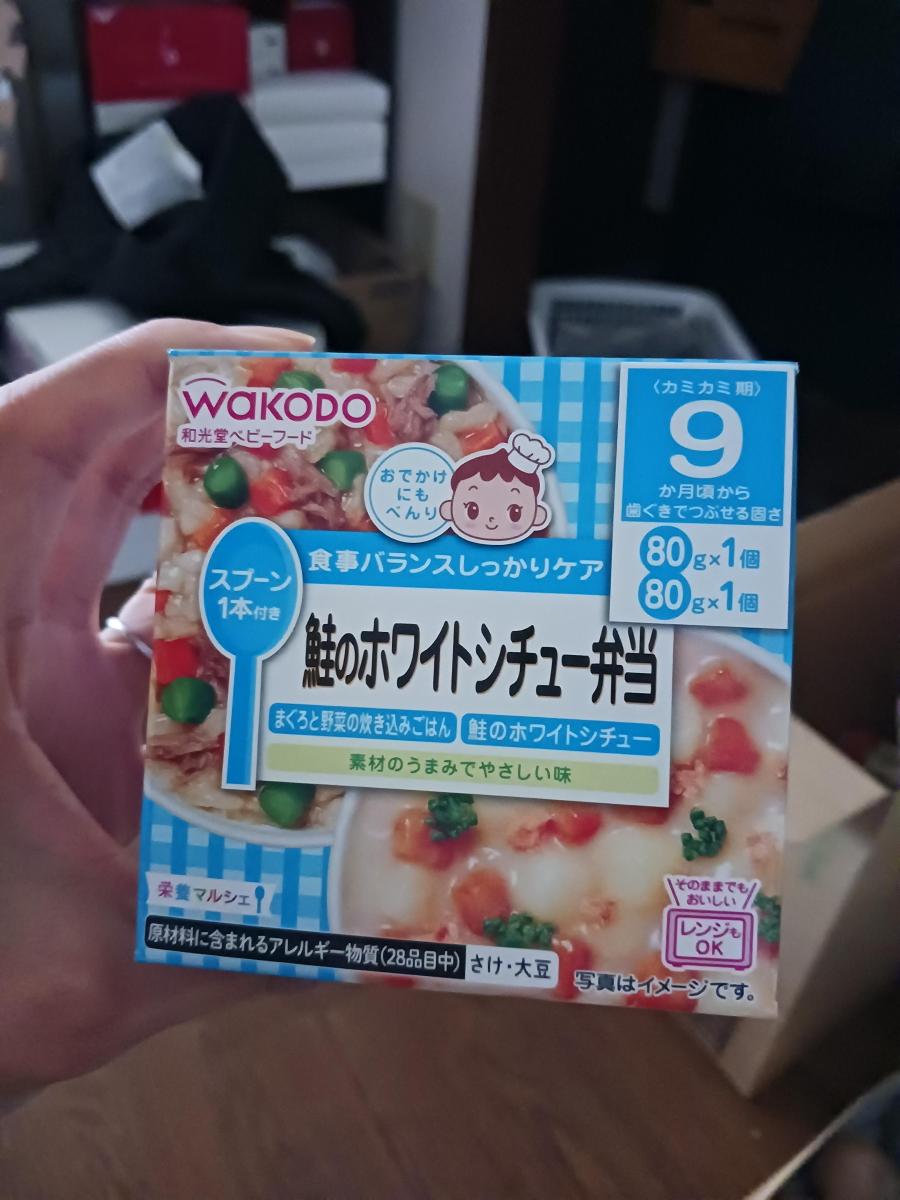 WAKODO
和光堂ベビーフード
おでかけ
にも
べんり
〈カミカミ期〉
9
か月頃から
歯ぐきでつぶせる固さ
80g×1個
80g×1個
スプーン
1本付き
食事バランスしっかりケア
鮭のホワイトシチュー弁当
まぐろと野菜の炊き込みごはん
鮭のホワイトシチュー
素材のうまみでやさしい味
栄養マルシェ
そのままでも
おいしい
レンジも
OK
原材料に含まれるアレルギー物質(28品目中)
さけ・大豆
写真はイメージです。